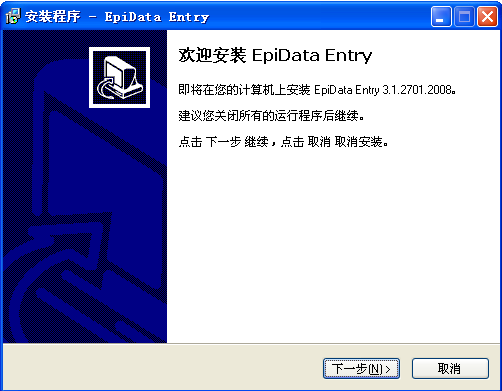 安装程序 - EpiData Entry
欢迎安装 EpiData Entry
即将在您的计算机上安装 EpiData Entry 3.1.2701.2008。
建议您关闭所有的运行程序后继续。
点击 下一步 继续，点击 取消 取消安装。
下一步(N) >
取消